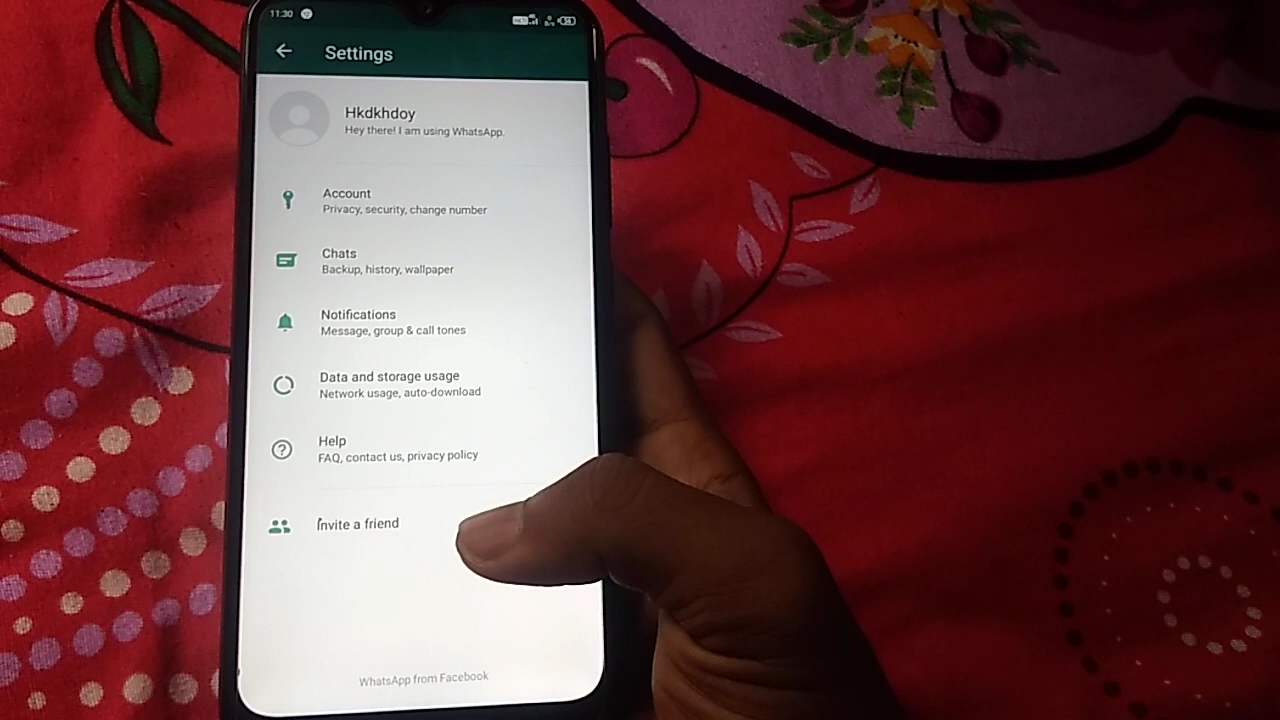 11:30
Settings
Hkdkhdoy
Hey there! I am using WhatsApp.
Account
Privacy, security, change number
Chats
Backup, history, wallpaper
Notifications
Message, group & call tones
Data and storage usage
Network usage, auto-download
Help
FAQ, contact us, privacy policy
Invite a friend
WhatsApp from Facebook